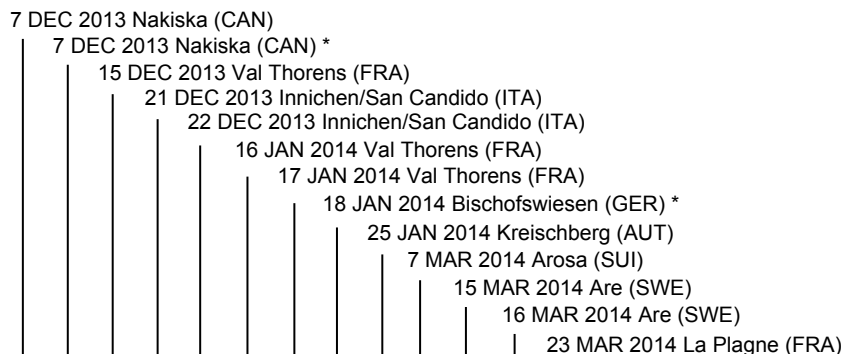 7 DEC 2013 Nakiska (CAN)
7 DEC 2013 Nakiska (CAN) *
15 DEC 2013 Val Thorens (FRA)
21 DEC 2013 Innichen/San Candido (ITA)
22 DEC 2013 Innichen/San Candido (ITA)
16 JAN 2014 Val Thorens (FRA)
17 JAN 2014 Val Thorens (FRA)
18 JAN 2014 Bischofswiesen (GER) *
25 JAN 2014 Kreischberg (AUT)
7 MAR 2014 Arosa (SUI)
15 MAR 2014 Are (SWE)
16 MAR 2014 Are (SWE)
23 MAR 2014 La Plagne (FRA)